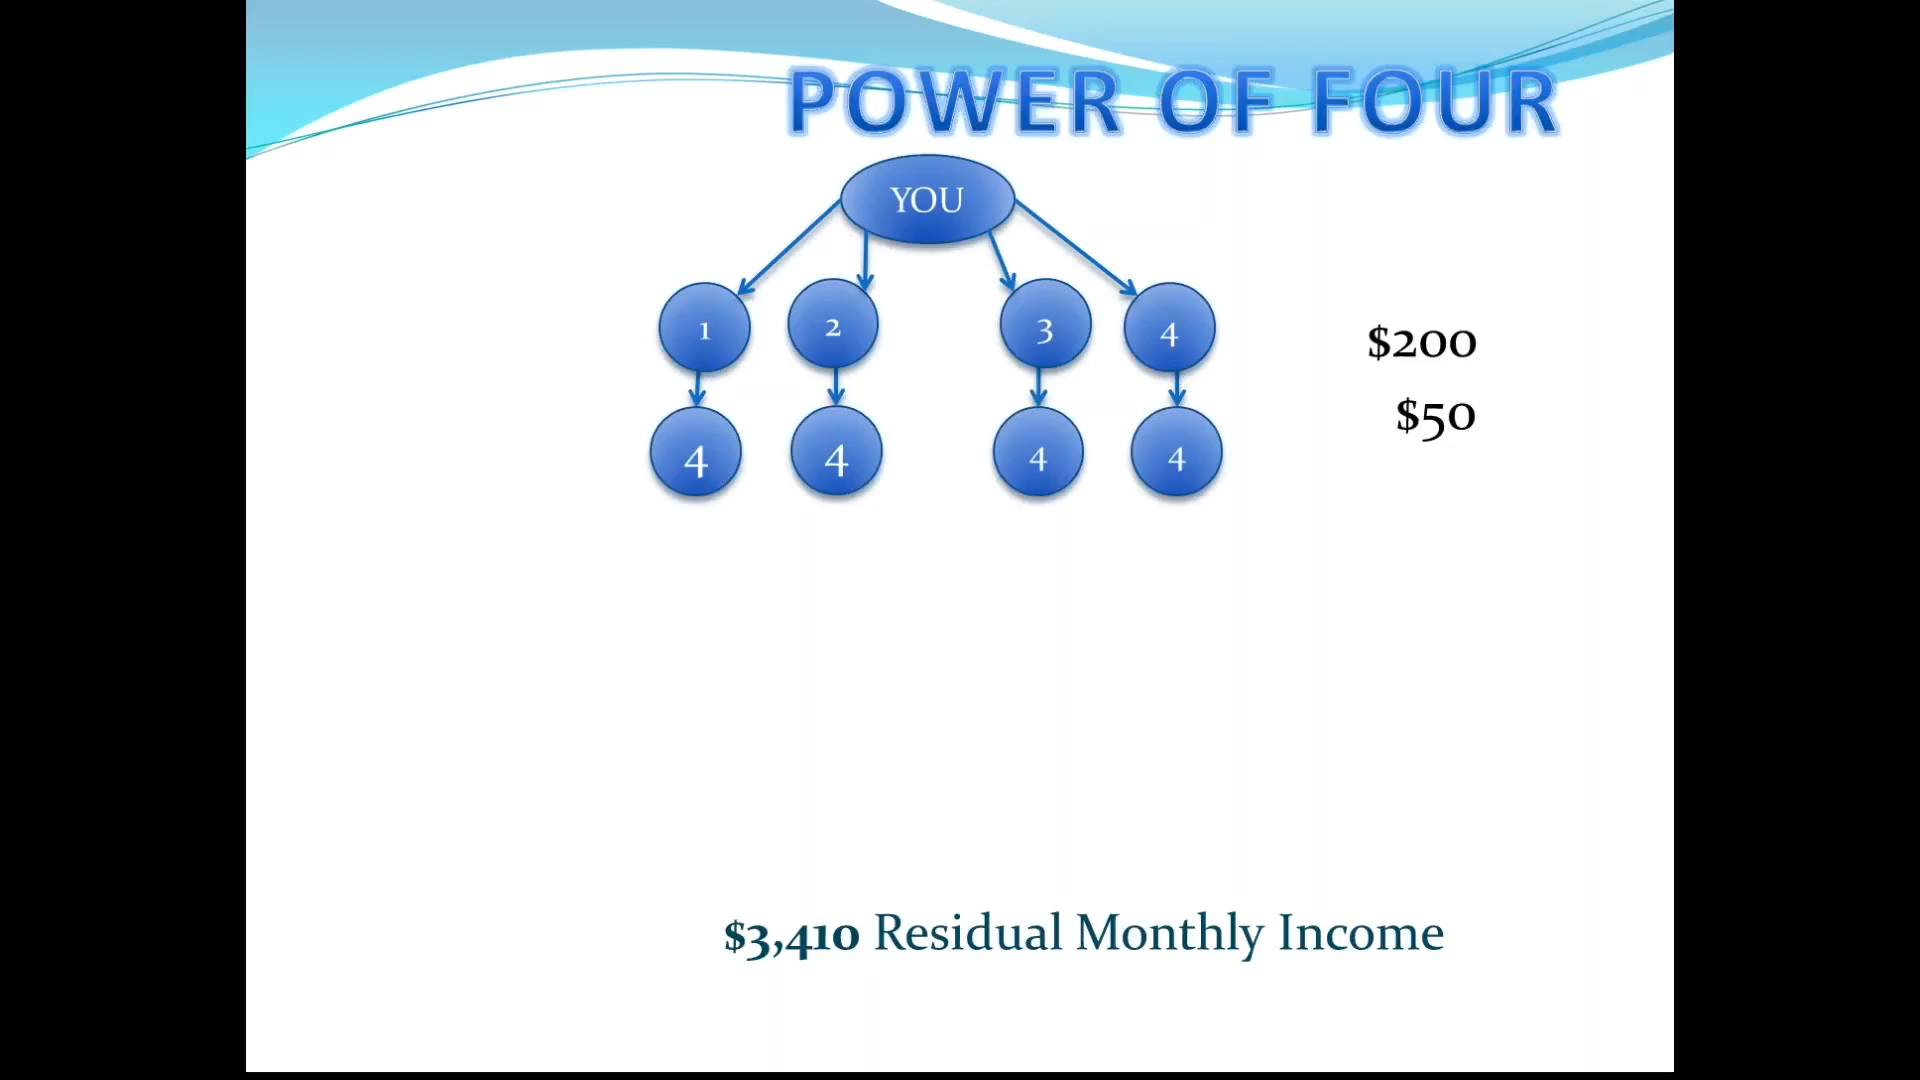 POWER OF FOUR
YOU
1 2 3 4
$200
4 4 4 4
$50
$3,410 Residual Monthly Income